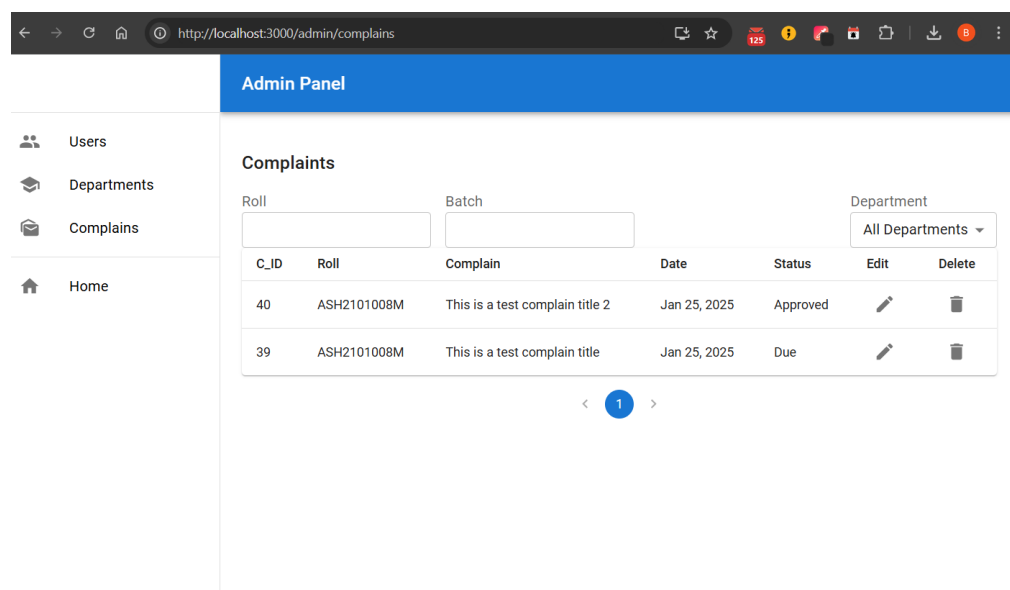 http://localhost:3000/admin/complains
125
B
Admin Panel
Users
Departments
Complains
Home
Complaints
Roll Batch Department
All Departments
C_ID Roll Complain Date Status Edit Delete
40 ASH2101008M This is a test complain title 2 Jan 25, 2025 Approved
39 ASH2101008M This is a test complain title Jan 25, 2025 Due
1